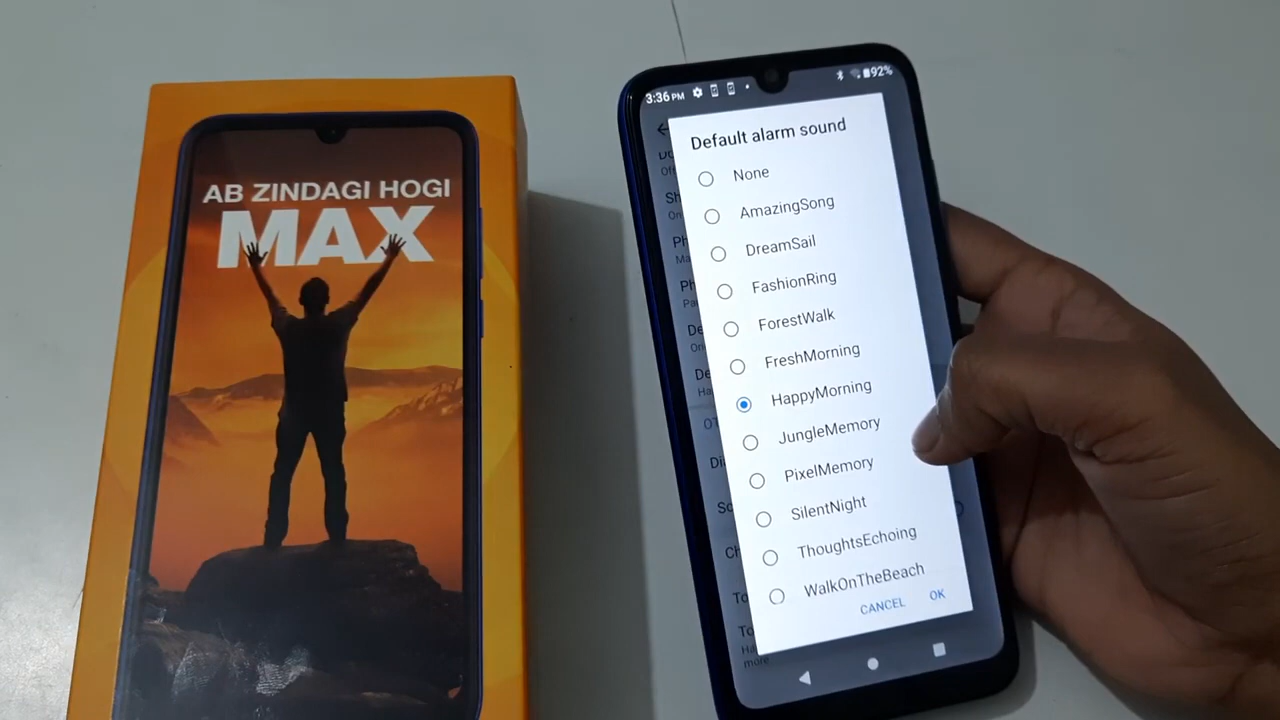 AB ZINDAGI HOGI
MAX
3:36 PM
92%
Default alarm sound
None
AmazingSong
DreamSail
FashionRing
ForestWalk
FreshMorning
HappyMorning
JungleMemory
PixelMemory
SilentNight
ThoughtsEchoing
WalkOnTheBeach
CANCEL OK
more